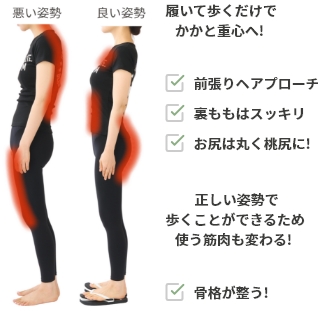 悪い姿勢
良い姿勢
履いて歩くだけで
かかと重心へ!
前張りへアプローチ
裏ももはスッキリ
お尻は丸く桃尻に!
正しい姿勢で
歩くことができるため
使う筋肉も変わる!
骨格が整う!